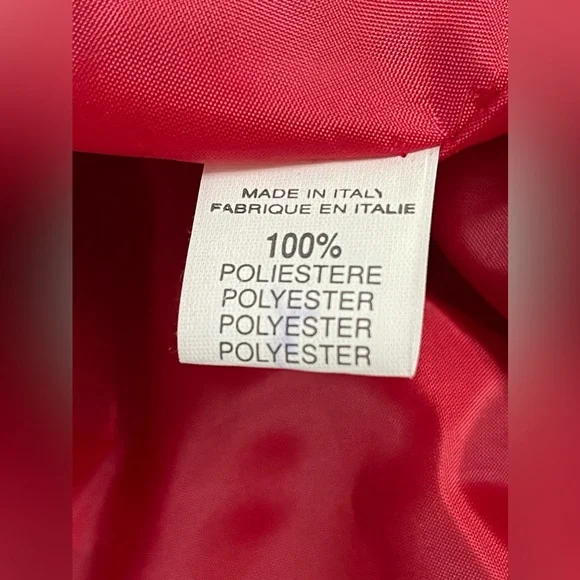 MADE IN ITALY
FABRIQUE EN ITALIE
100%
POLIESTERE
POLYESTER
POLYESTER
POLYESTER